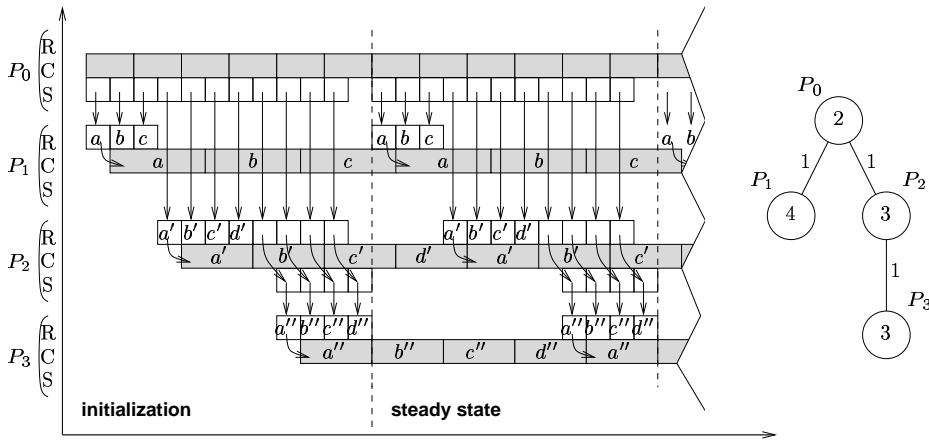 P0 R
C
S
a b c a b c a b
P1 R
C
S
a b c a b c
a' b' c' d' a' b' c' d'
P2 R
C
S
a' b' c' d' a' b' c'
a'' b'' c'' d'' a'' b'' c'' d''
P3 R
C
S
a'' b'' c'' d'' a''
initialization steady state
P0
2
1 1
P1 P2
4 3
1
P3
3